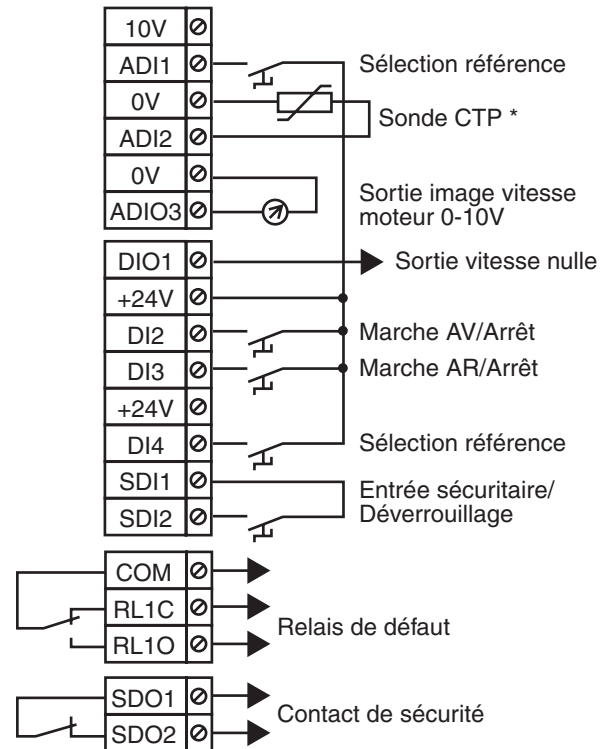 10V
ADI1 Sélection référence
0V
Sonde CTP *
ADI2
0V
Sortie image vitesse
moteur 0-10V
ADIO3
DIO1 Sortie vitesse nulle
+24V
DI2 Marche AV/Arrêt
DI3 Marche AR/Arrêt
+24V
DI4 Sélection référence
SDI1
Entrée sécuritaire/
Déverrouillage
SDI2
COM
RL1C
Relais de défaut
RL1O
SDO1
Contact de sécurité
SDO2